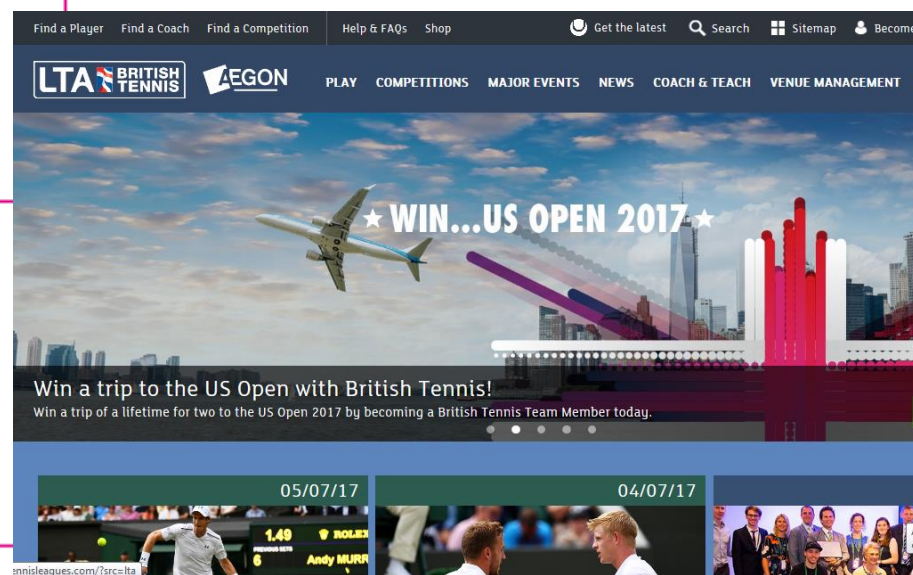 Find a Player Find a Coach Find a Competition Help & FAQs Shop Get the latest Search Sitemap Become
LTA BRITISH TENNIS AEGON PLAY COMPETITIONS MAJOR EVENTS NEWS COACH & TEACH VENUE MANAGEMENT
WIN...US OPEN 2017
Win a trip to the US Open with British Tennis!
Win a trip of a lifetime for two to the US Open 2017 by becoming a British Tennis Team Member today.
05/07/17 04/07/17
1.49 ROLEX
PREVIOUS SETS
6 Andy MURR
ennisleagues.com/?src=lta